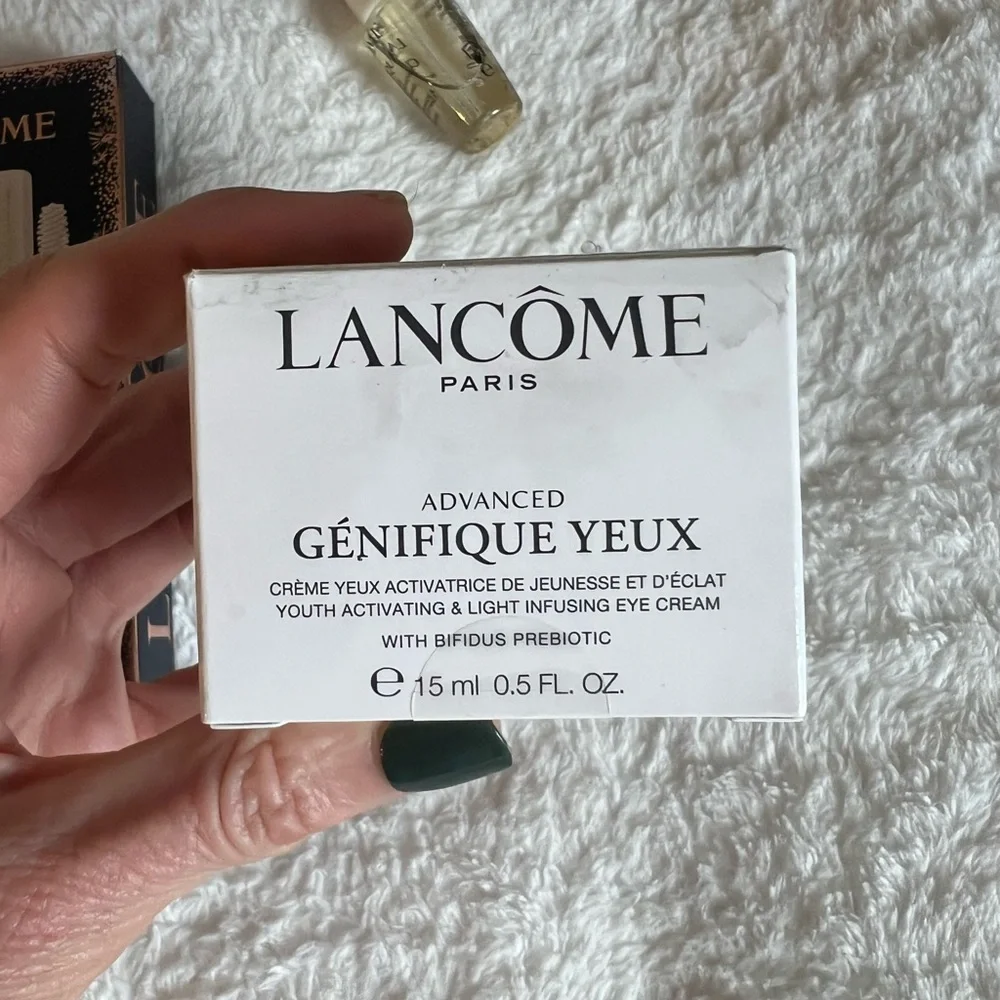 ME
LANCÔME
PARIS
ADVANCED
GÉNIFIQUE YEUX
CRÈME YEUX ACTIVATRICE DE JEUNESSE ET D'ÉCLAT
YOUTH ACTIVATING & LIGHT INFUSING EYE CREAM
WITH BIFIDUS PREBIOTIC
℮ 15 ml 0.5 FL. OZ.